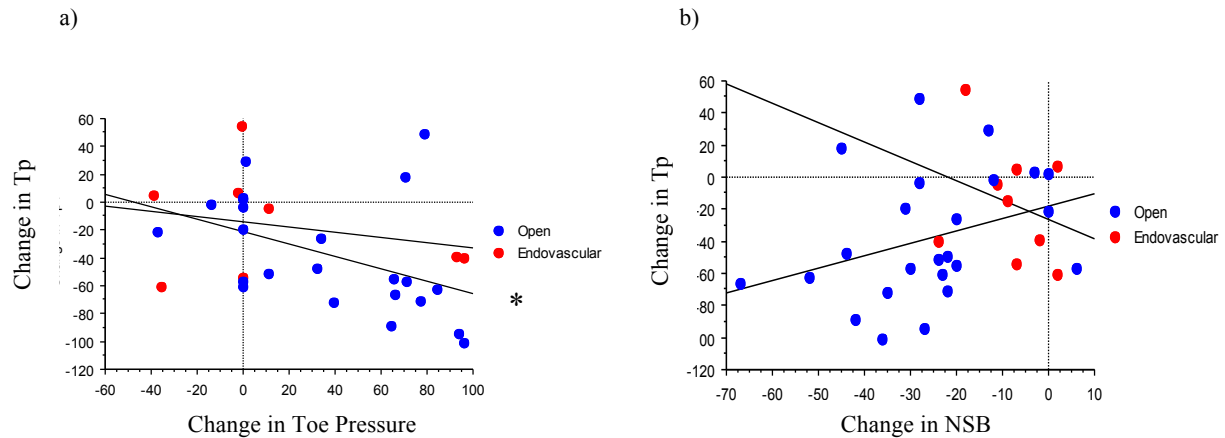 a)
Change in Tp
60
40
20
0
-20
-40
-60
-80
-100
-120
-60 -40 -20 0 20 40 60 80 100
Change in Toe Pressure
Open
Endovascular
*
b)
Change in Tp
60
40
20
0
-20
-40
-60
-80
00
-120
-70 -60 -50 -40 -30 -20 -10 0 10
Change in NSB
Open
Endovascular